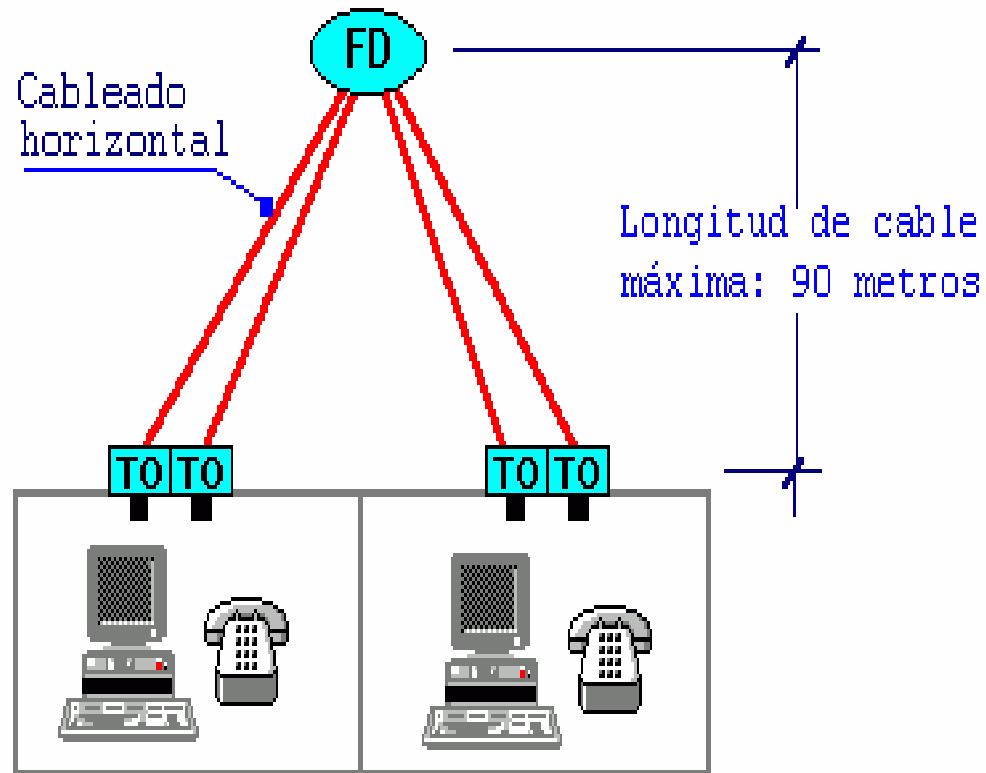 FD
Cableado
horizontal
Longitud de cable
máxima: 90 metros
TO TO TO TO